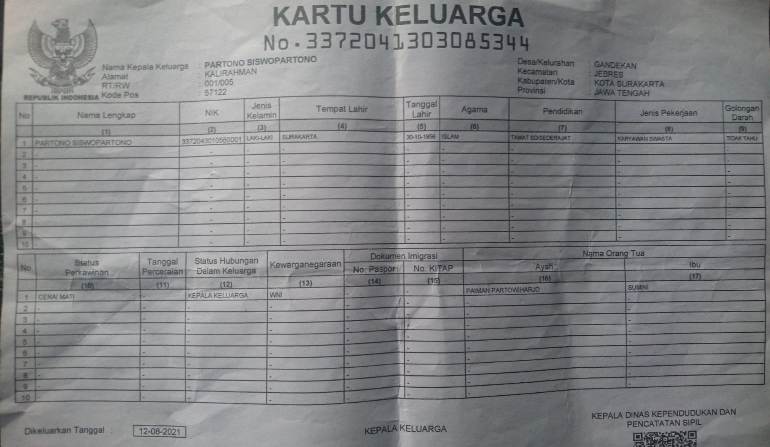 KARTU KELUARGA
No. 3372041303085344
Nama Kepala Keluarga : PARTONO SISWOPARTONO
Alamat : KALIRAHMAN
RT/RW : 001/005
Kode Pos : 57122
REPUBLIK INDONESIA
Desa/Kelurahan : GANDEKAN
Kecamatan : JEBRES
Kabupaten/Kota : KOTA SURAKARTA
Provinsi : JAWA TENGAH
No Nama Lengkap NIK Jenis Kelamin Tempat Lahir Tanggal Lahir Agama Pendidikan Jenis Pekerjaan Golongan Darah
(1) (2) (3) (4) (5) (6) (7) (8) (9)
1 PARTONO SISWOPARTONO LAKI-LAKI SURAKARTA 30-10-1956 ISLAM TAMAT SD/SEDERAJAT KARYAWAN SWASTA TIDAK TAHU
2 - - - - - - - - -
3 - - - - - - - - -
4 - - - - - - - - -
5 - - - - - - - - -
6 - - - - - - - - -
7 - - - - - - - - -
8 - - - - - - - - -
9 - - - - - - - - -
10 - - - - - - - - -
No Status Perkawinan Tanggal Perceraian Status Hubungan Dalam Keluarga Kewarganegaraan Dokumen Imigrasi Nama Orang Tua
No. Paspor No. KITAP Ayah Ibu
(10) (11) (12) (13) (14) (15) (16) (17)
1 CERAI MATI - KEPALA KELUARGA WNI - - PAIMAN PARTOWIHARJO
2 - - - - - - - -
3 - - - - - - - -
4 - - - - - - - -
5 - - - - - - - -
6 - - - - - - - -
7 - - - - - - - -
8 - - - - - - - -
9 - - - - - - - -
10 - - - - - - - -
Dikeluarkan Tanggal : 12-08-2021
KEPALA KELUARGA
KEPALA DINAS KEPENDUDUKAN DAN
PENCATATAN SIPIL